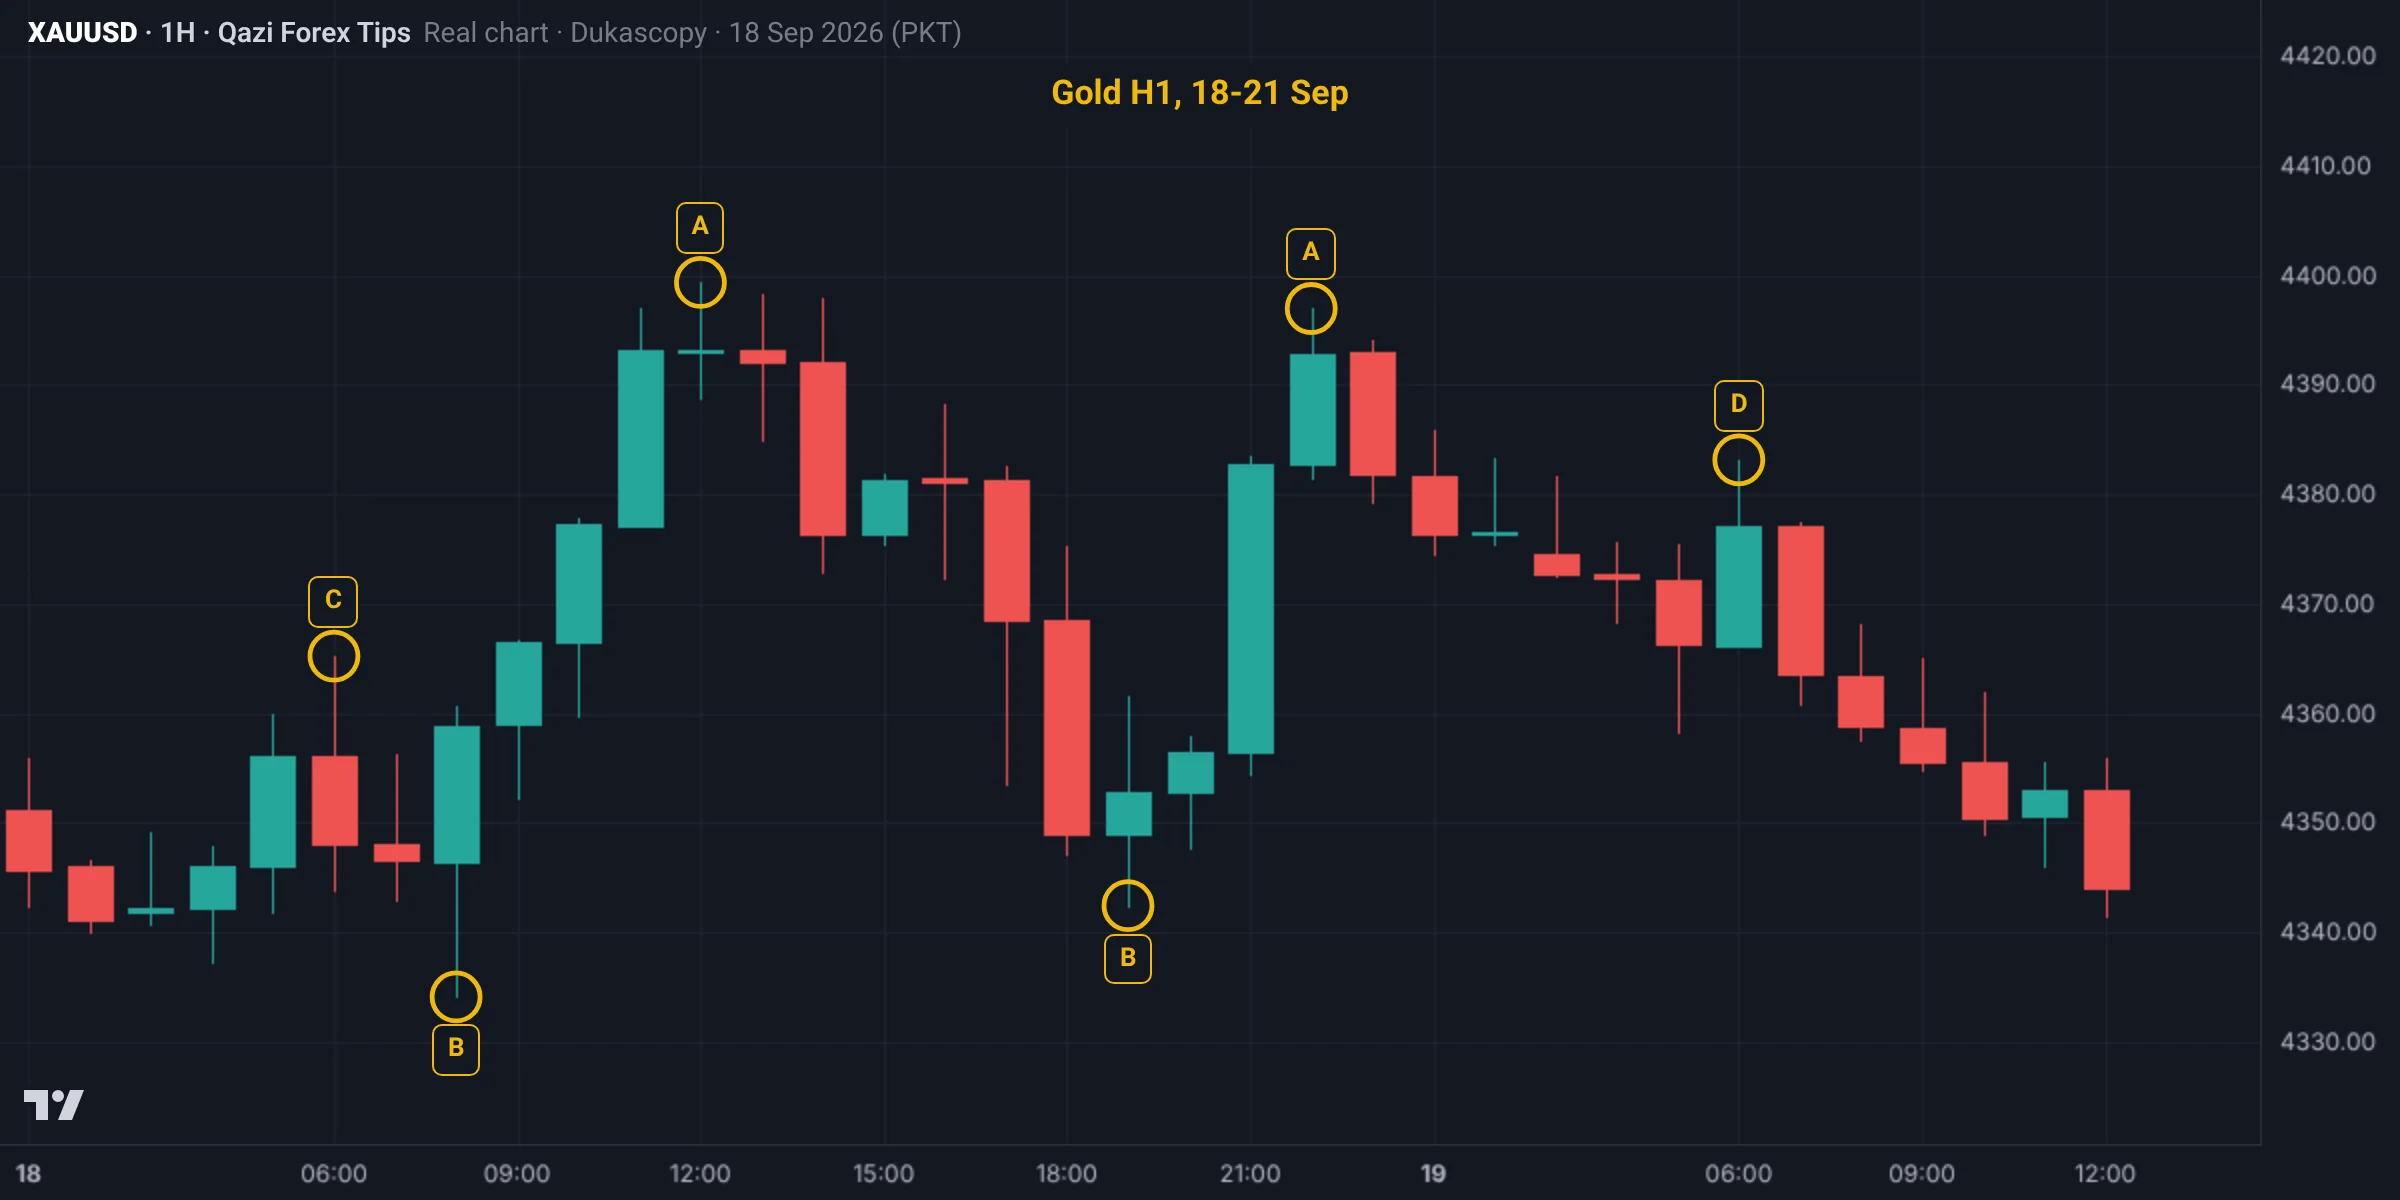 XAUUSD · 1H · Qazi Forex Tips Real chart · Dukascopy · 18 Sep 2026 (PKT)
Gold H1, 18-21 Sep
4420.00
4410.00
4400.00
4390.00
4380.00
4370.00
4360.00
4350.00
4340.00
4330.00
A
A
D
C
B
B
18 06:00 09:00 12:00 15:00 18:00 21:00 19 06:00 09:00 12:00